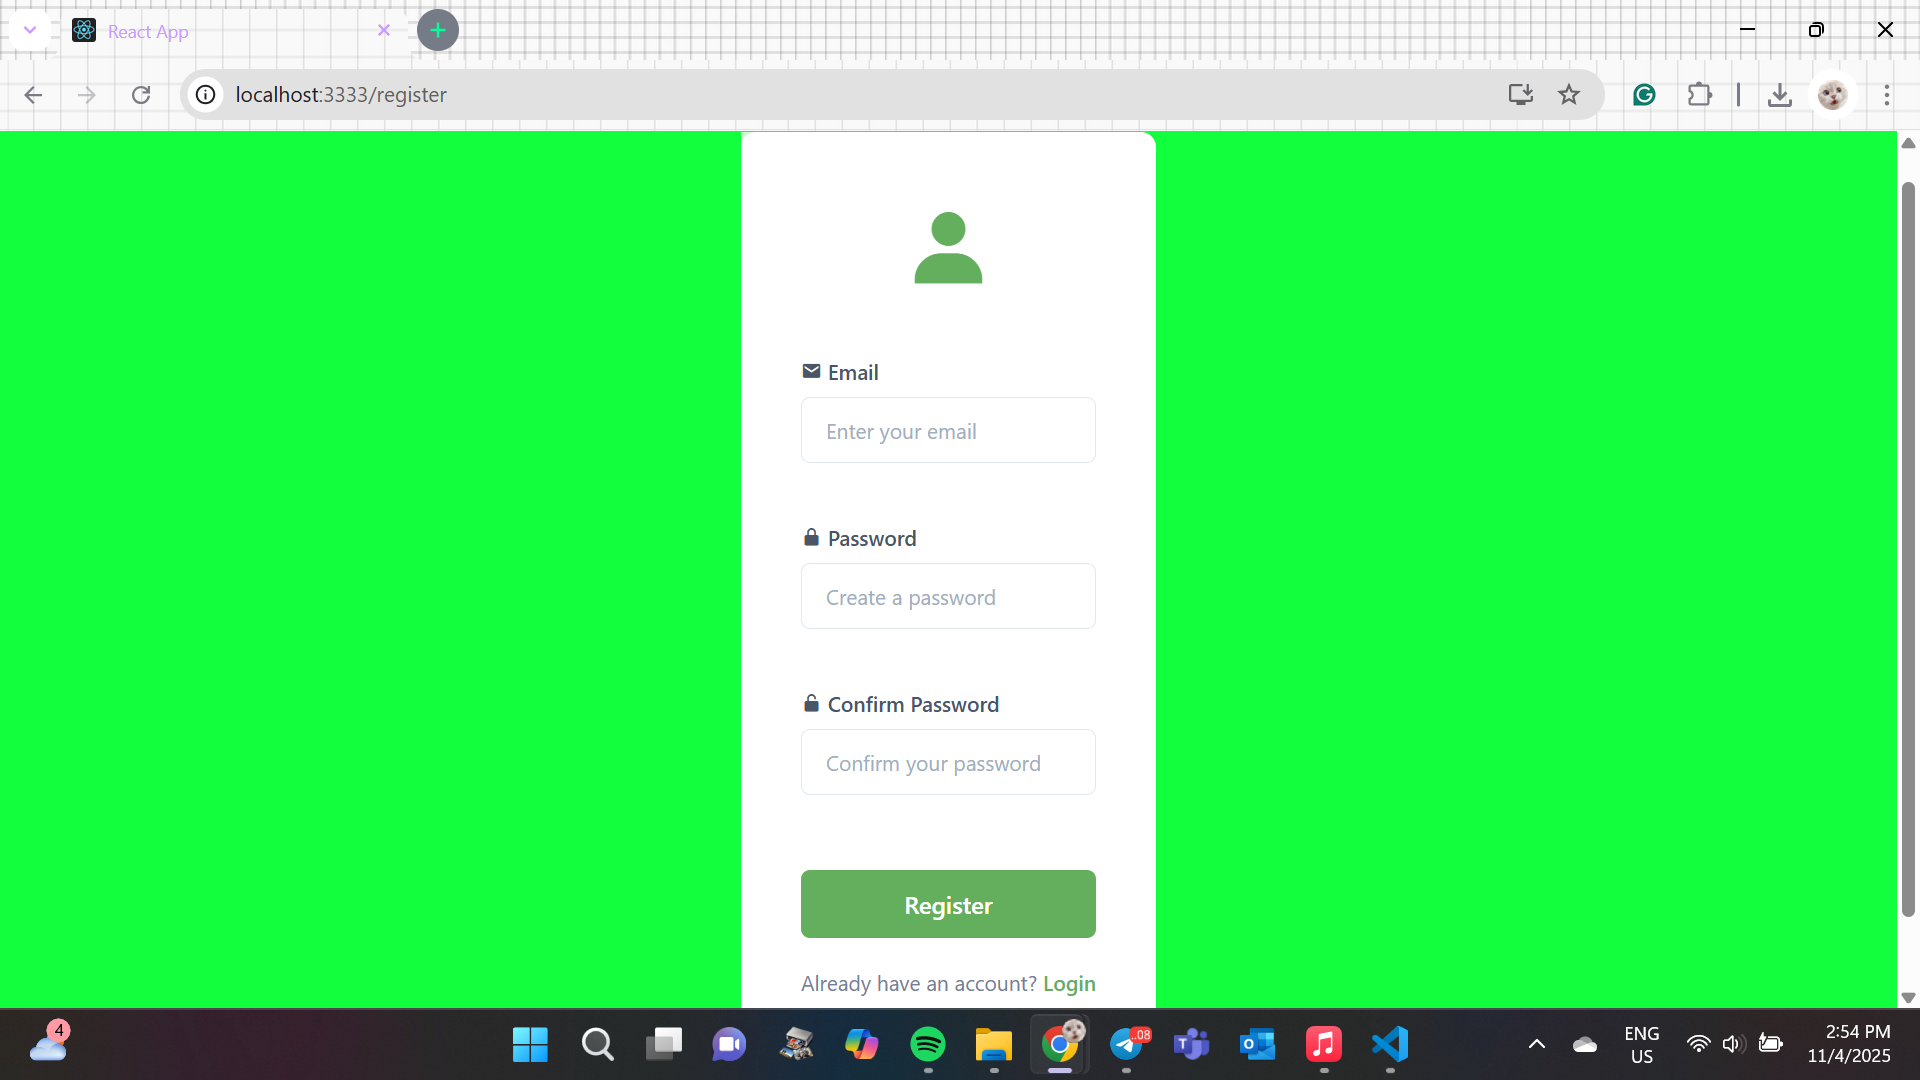 React App
localhost:3333/register
Email
Enter your email
Password
Create a password
Confirm Password
Confirm your password
Register
Already have an account? Login
4
.08
ENG
US
2:54 PM
11/4/2025